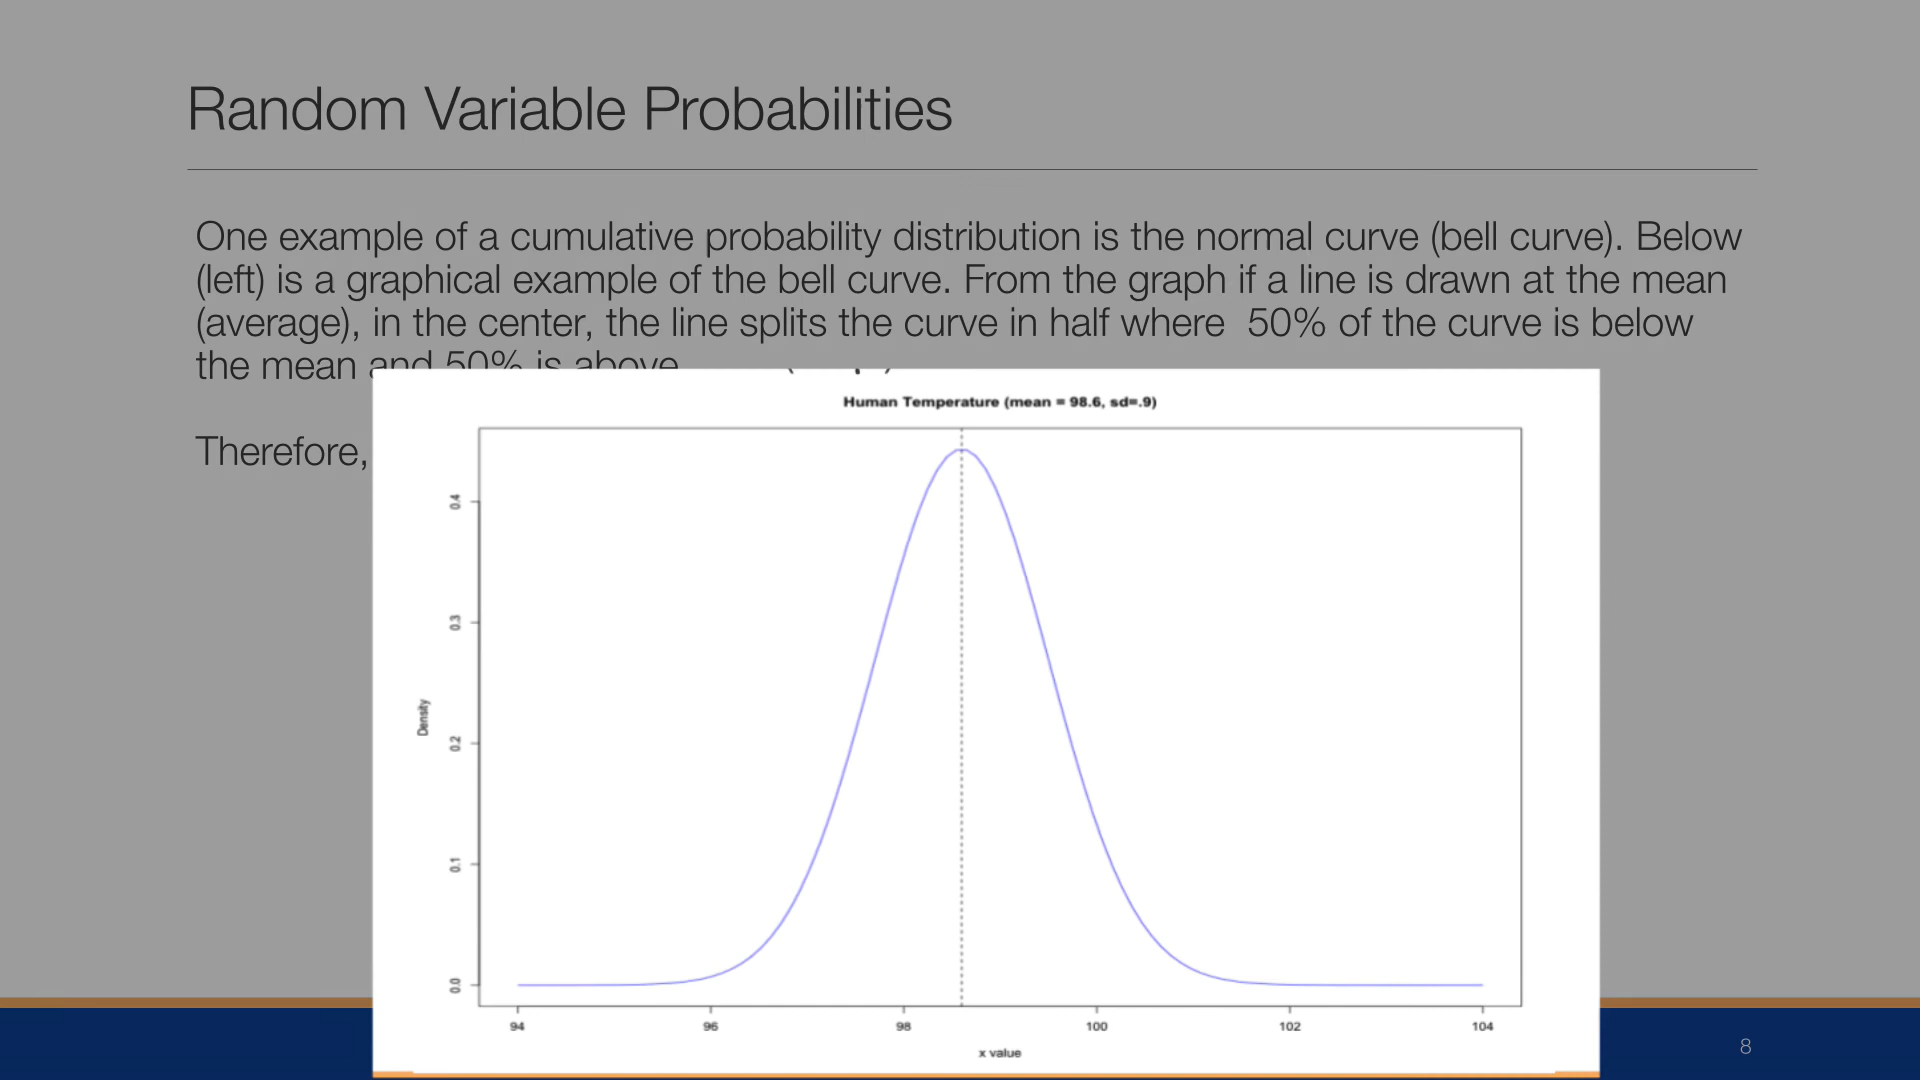 Random Variable Probabilities
One example of a cumulative probability distribution is the normal curve (bell curve). Below
(left) is a graphical example of the bell curve. From the graph if a line is drawn at the mean
(average), in the center, the line splits the curve in half where  50% of the curve is below
the mean and 50% is above
Therefore,
Human Temperature (mean = 98.6, sd=.9)
0.4
0.3
0.2
0.1
0.0
Density
94 96 98 100 102 104
x value
8